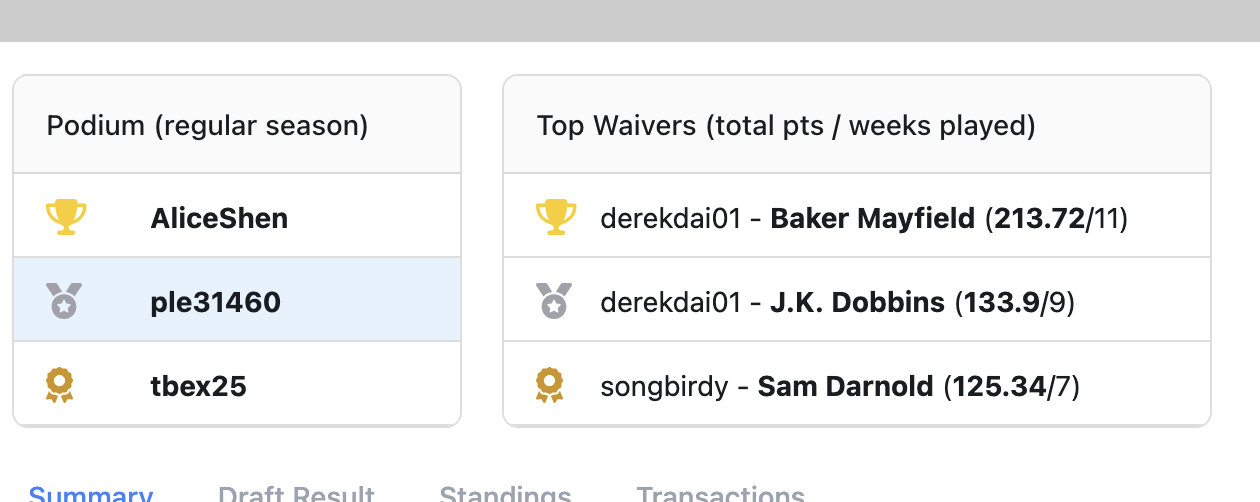 Podium (regular season)
AliceShen
ple31460
tbex25
Top Waivers (total pts / weeks played)
derekdai01 - Baker Mayfield (213.72/11)
derekdai01 - J.K. Dobbins (133.9/9)
songbirdy - Sam Darnold (125.34/7)
Summary Draft Result Standings Transactions